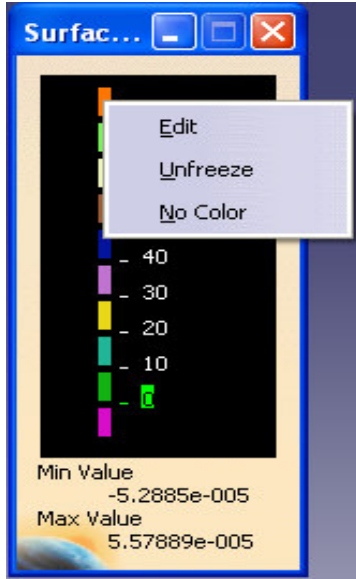 Surfac...
Edit
Unfreeze
No Color
_ 40
_ 30
_ 20
_ 10
_ 0
Min Value
-5.2885e-005
Max Value
5.57889e-005